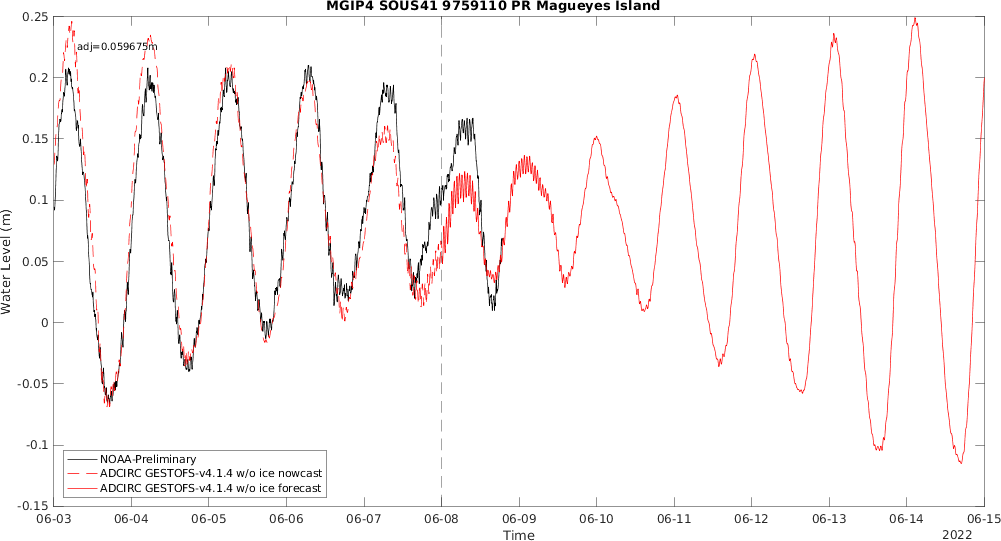 MGIP4 SOUS41 9759110 PR Magueyes Island
adj=0.059675m
0.25
0.2
0.15
0.1
0.05
0
-0.05
-0.1
-0.15
Water Level (m)
NOAA-Preliminary
ADCIRC GESTOFS-v4.1.4 w/o ice nowcast
ADCIRC GESTOFS-v4.1.4 w/o ice forecast
06-03 06-04 06-05 06-06 06-07 06-08 06-09 06-10 06-11 06-12 06-13 06-14 06-15
Time
2022